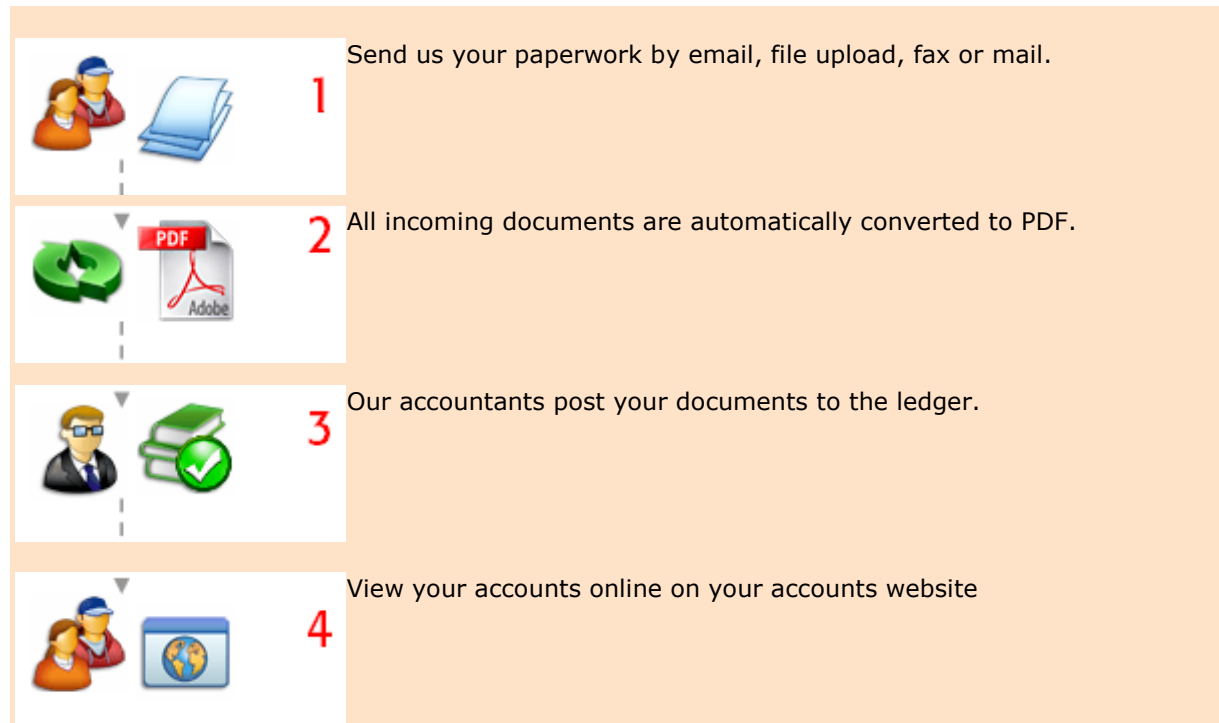 1 Send us your paperwork by email, file upload, fax or mail.
2 All incoming documents are automatically converted to PDF.
PDF
Adobe
3 Our accountants post your documents to the ledger.
4 View your accounts online on your accounts website